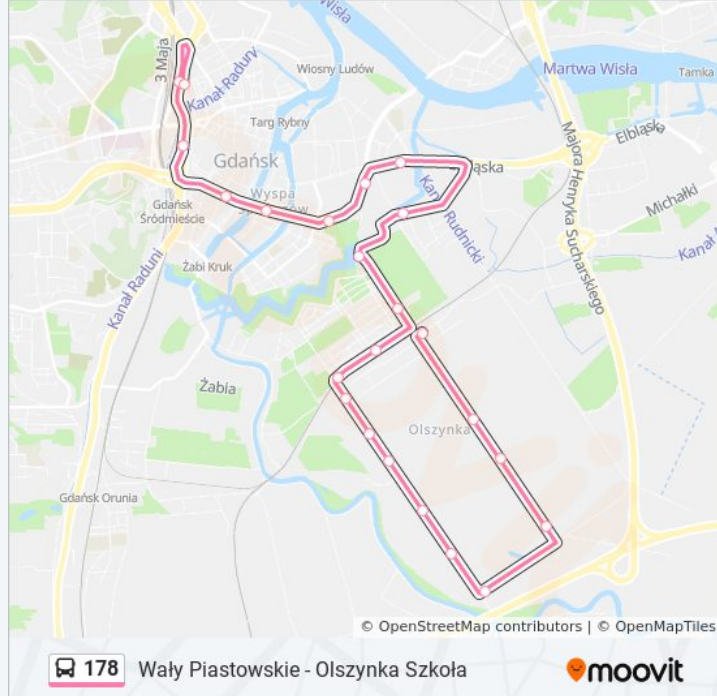 Wisła
3 Maja
Kanał Raduny
Wiosny Ludów
Martwa Wisła
Tamka
Targ Rybny
Elbląska
Gdańsk
ląska
Majora Henryka Sucharskiego
Wyspa
Kanał Rudnicki
Michałki
Gdańsk
Śródmieście
Kanał Raduni
Żabi Kruk
Żabia
Olszynka
Gdańsk Orunia
© OpenStreetMap contributors | © OpenMapTiles
178 Wały Piastowskie - Olszynka Szkoła moovit